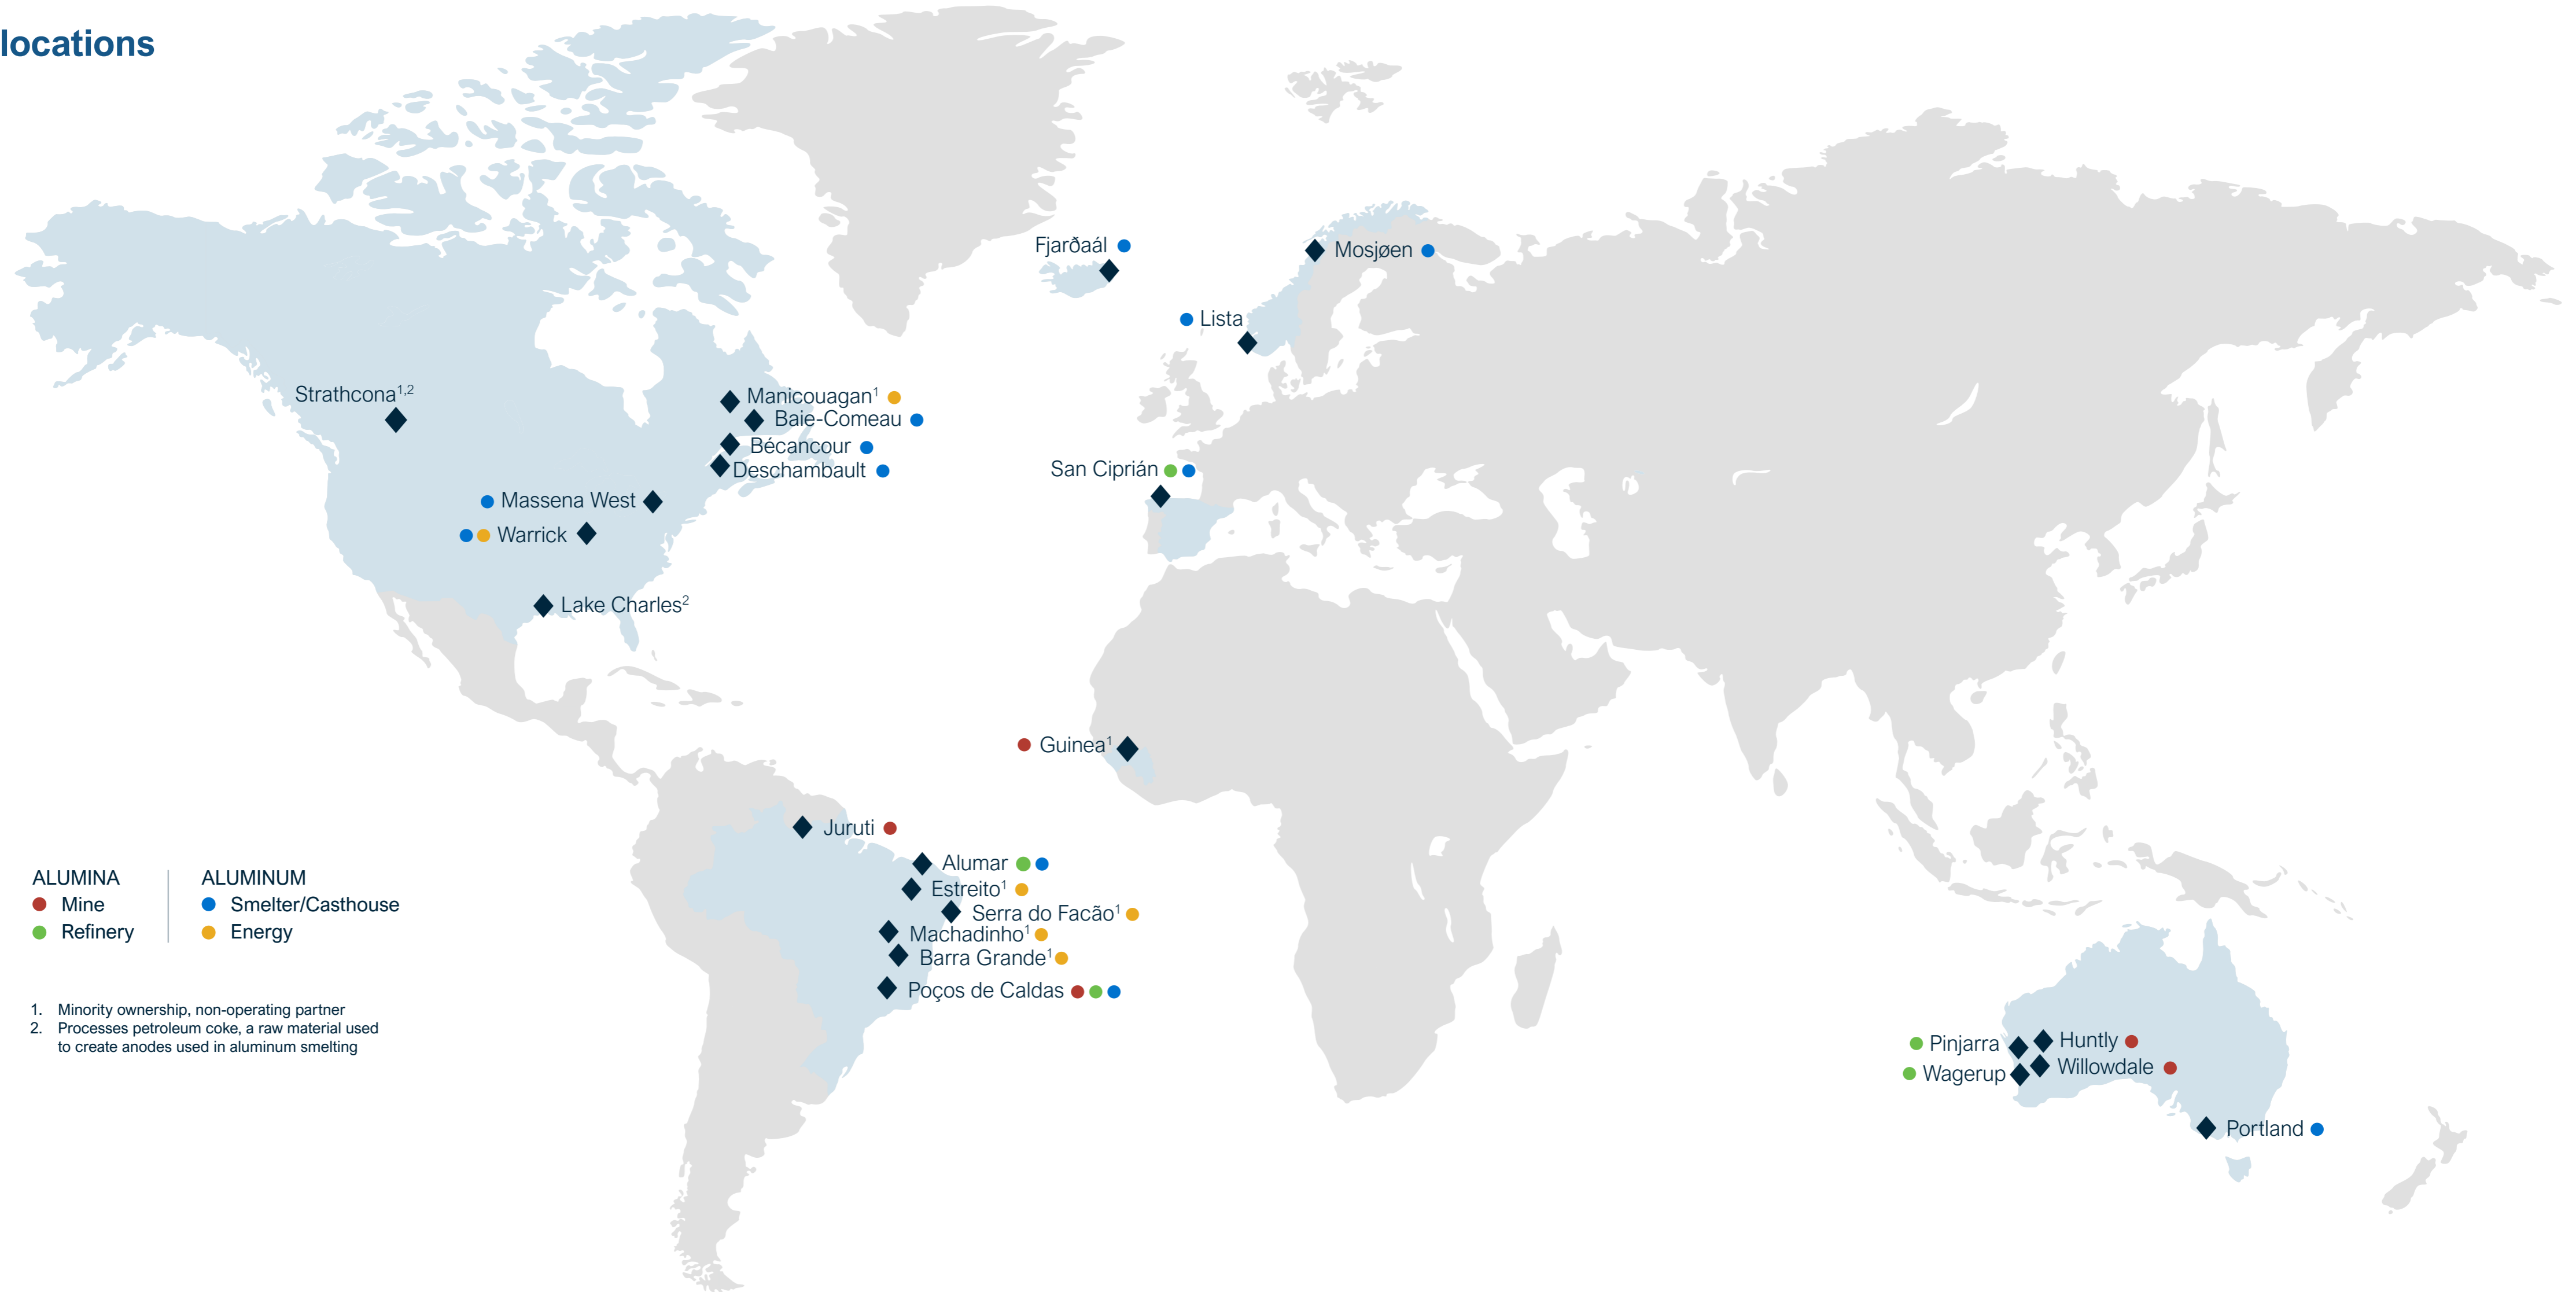 locations
Fjarðaál
Mosjøen
Lista
Strathcona1,2
Manicouagan1
Baie-Comeau
Bécancour
Deschambault
San Ciprián
Massena West
Warrick
Lake Charles2
Guinea1
Juruti
Alumar
Estreito1
Serra do Facão1
Machadinho1
Barra Grande1
Poços de Caldas
ALUMINA
Mine
Refinery
ALUMINUM
Smelter/Casthouse
Energy
1. Minority ownership, non-operating partner
2. Processes petroleum coke, a raw material used
to create anodes used in aluminum smelting
Pinjarra
Huntly
Wagerup
Willowdale
Portland